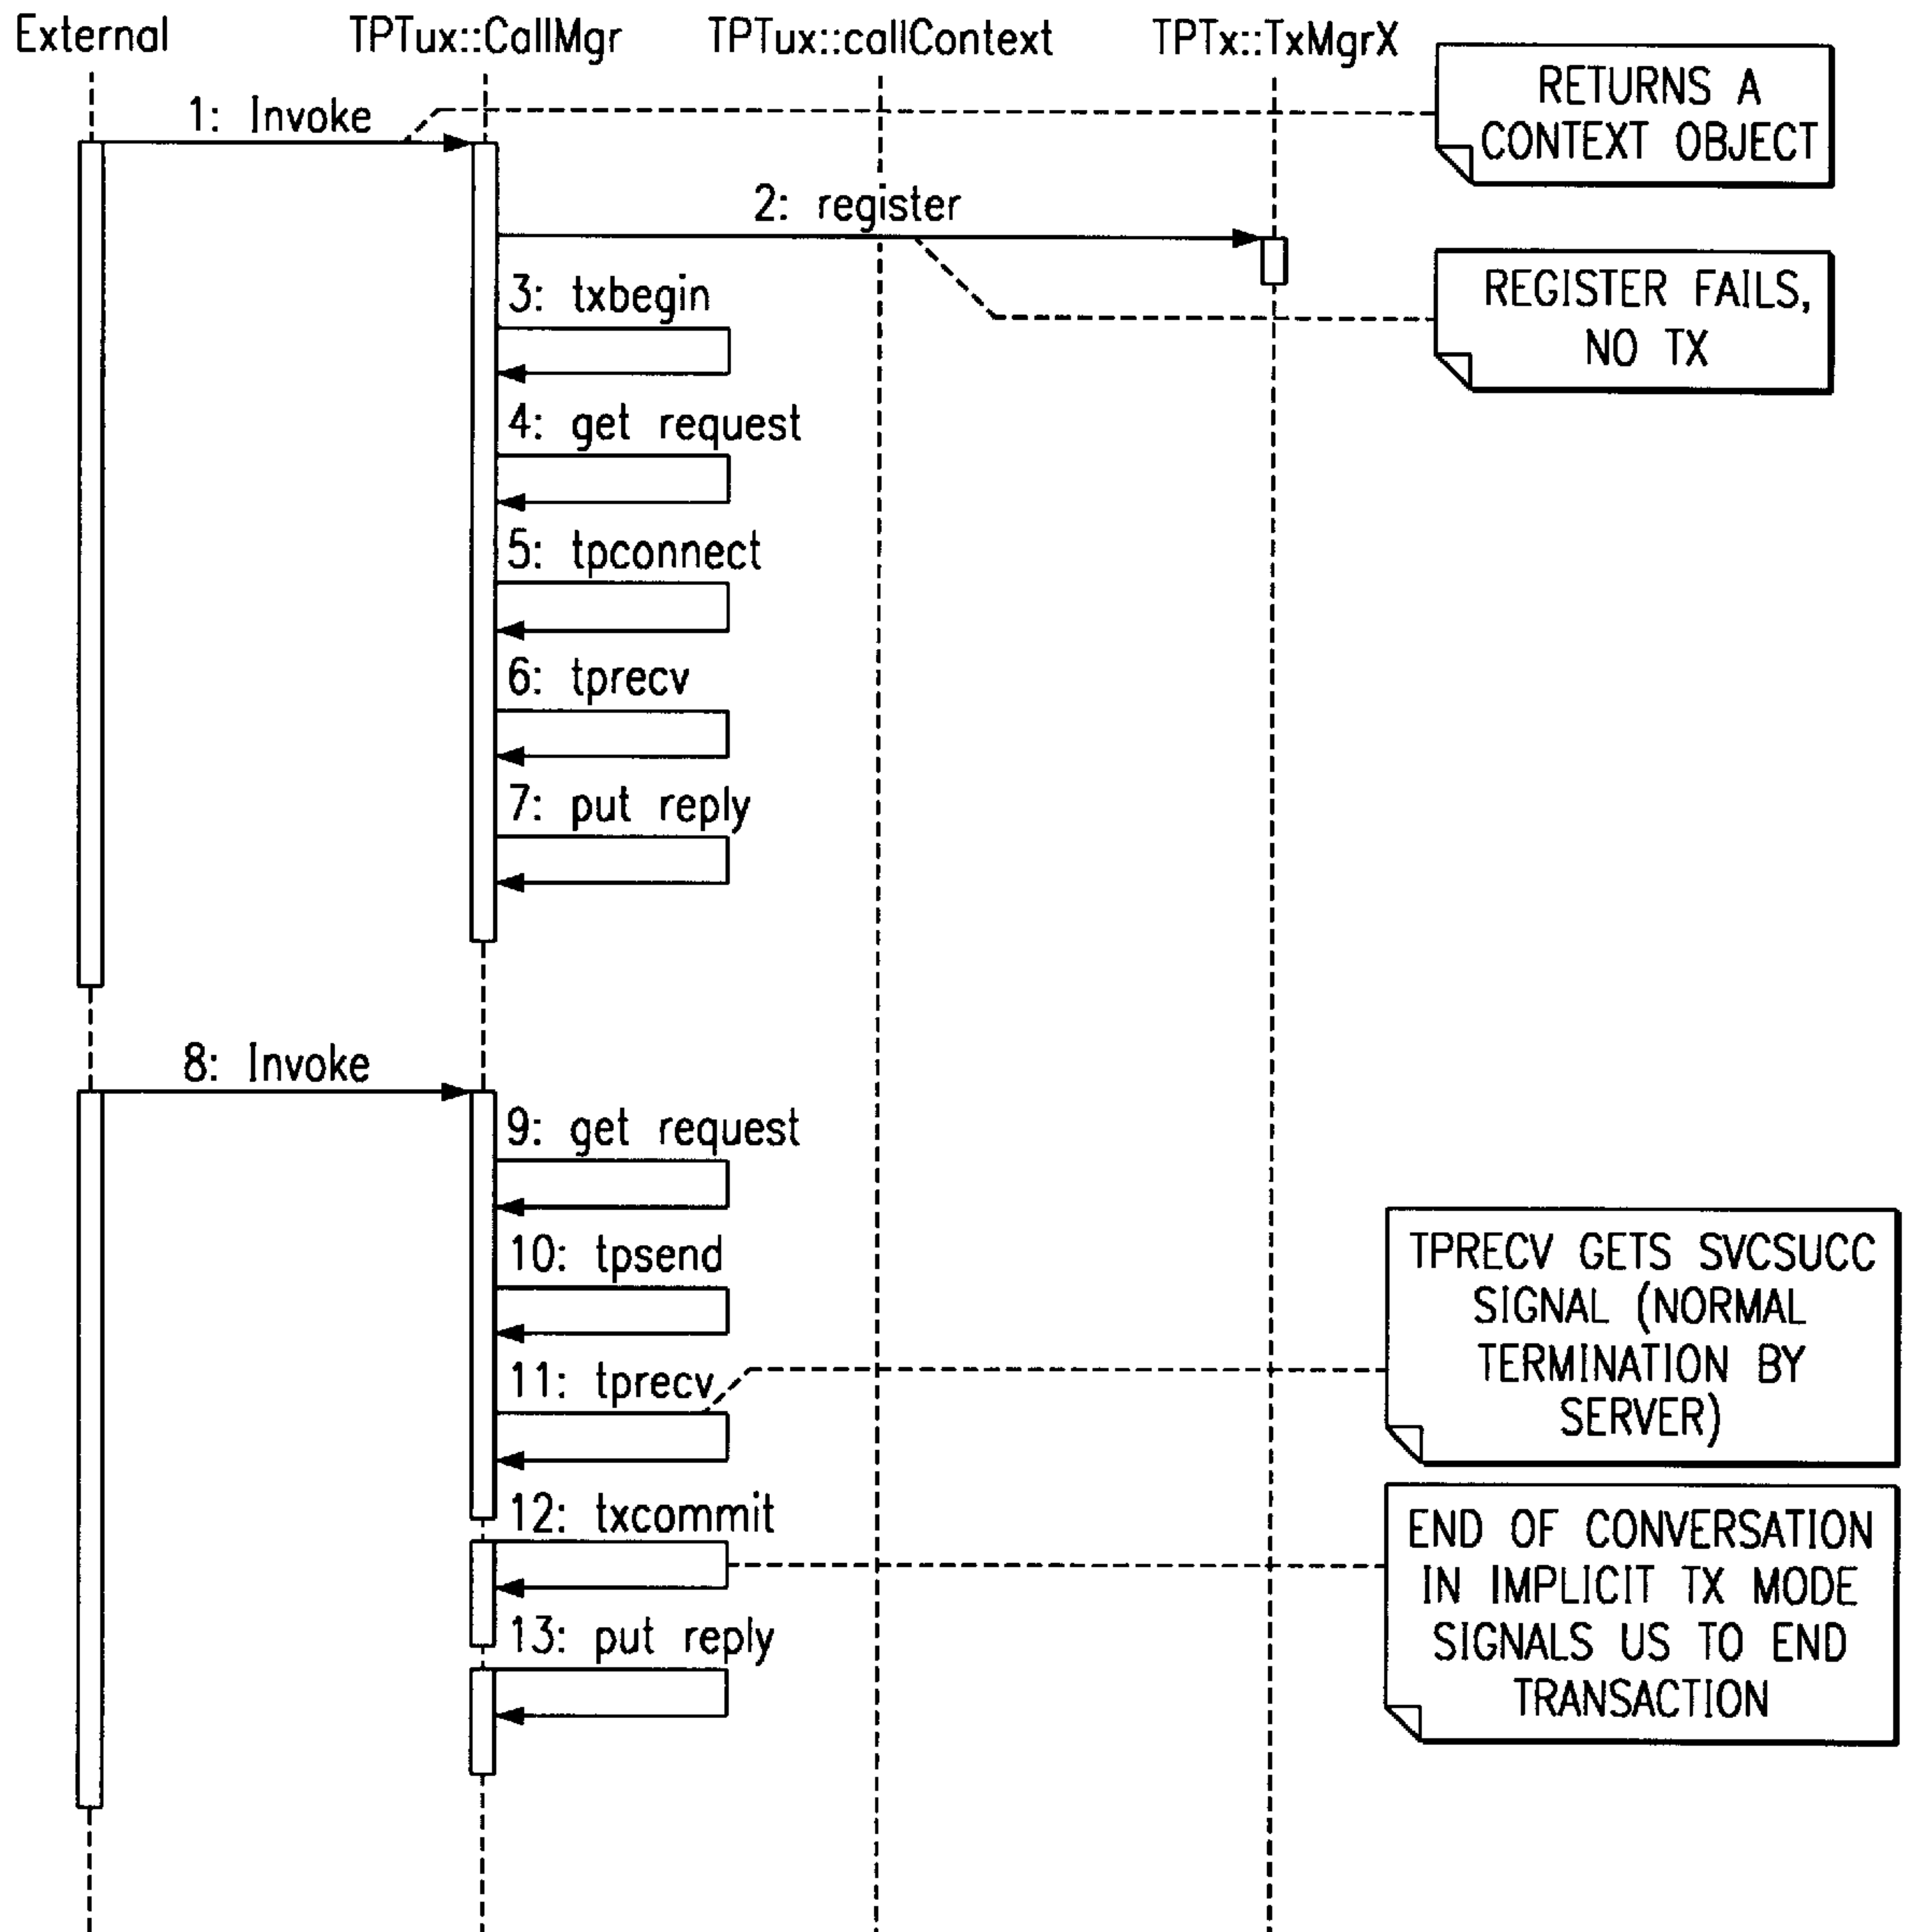 External
TPTux::CallMgr
TPTux::callContext
TPTx::TxMgrX
RETURNS A
CONTEXT OBJECT
1: Invoke
2: register
REGISTER FAILS,
NO TX
3: txbegin
4: get request
5: tpconnect
6: tprecv
7: put reply
8: Invoke
9: get request
10: tpsend
TPRECV GETS SVCSUCC
SIGNAL (NORMAL
TERMINATION BY
SERVER)
11: tprecv
12: txcommit
END OF CONVERSATION
IN IMPLICIT TX MODE
SIGNALS US TO END
TRANSACTION
13: put reply